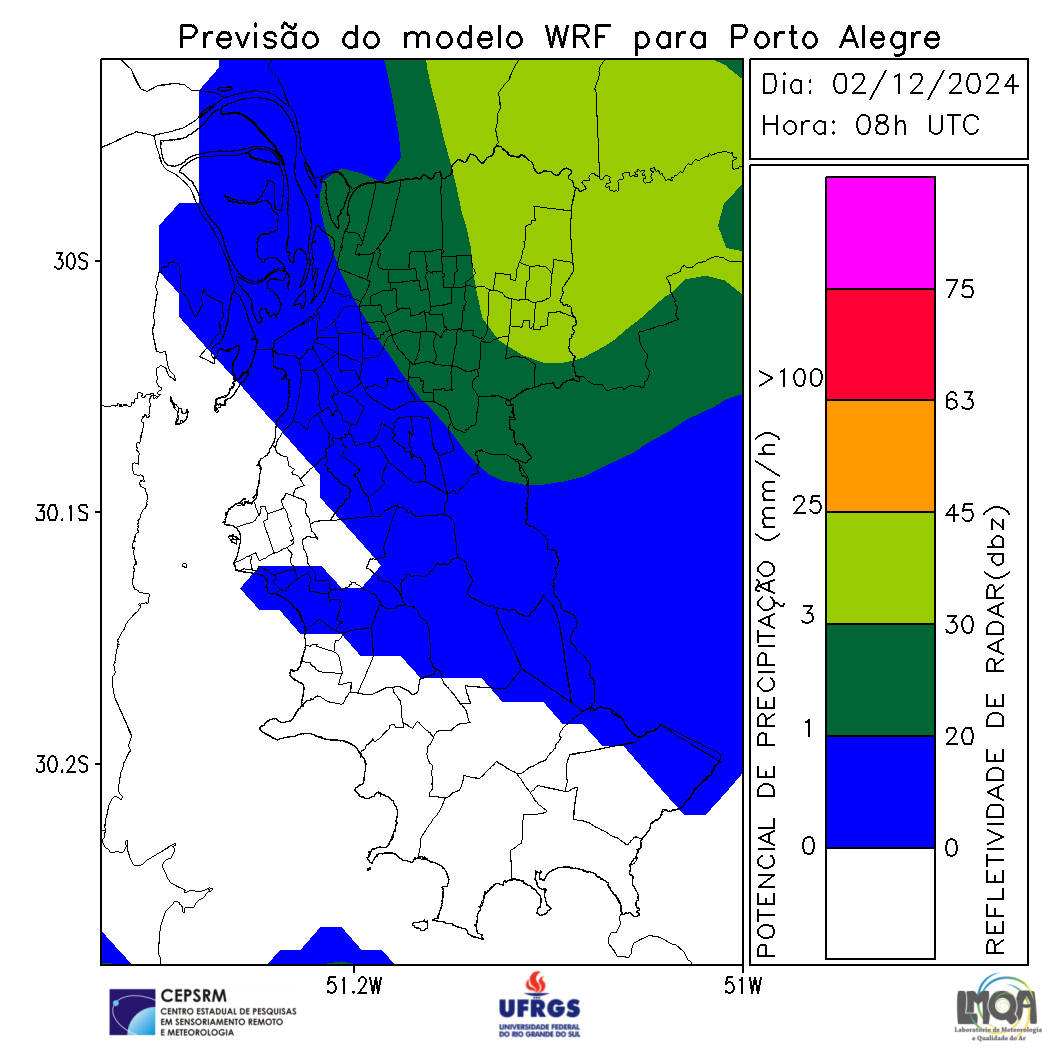 Previsão do modelo WRF para Porto Alegre
Dia: 02/12/2024
Hora: 08h UTC
30S
30.1S
30.2S
51.2W
51W
POTENCIAL DE PRECIPITAÇÃO (mm/h)
>100
25
3
1
0
75
63
45
30
20
0
REFLETIVIDADE DE RADAR(dbz)
CEPSRM
CENTRO ESTADUAL DE PESQUISAS
EM SENSORIAMENTO REMOTO
E METEOROLOGIA
UFRGS
UNIVERSIDADE FEDERAL
DO RIO GRANDE DO SUL
LMQA
Laboratório de Meteorologia
e Qualidade do Ar